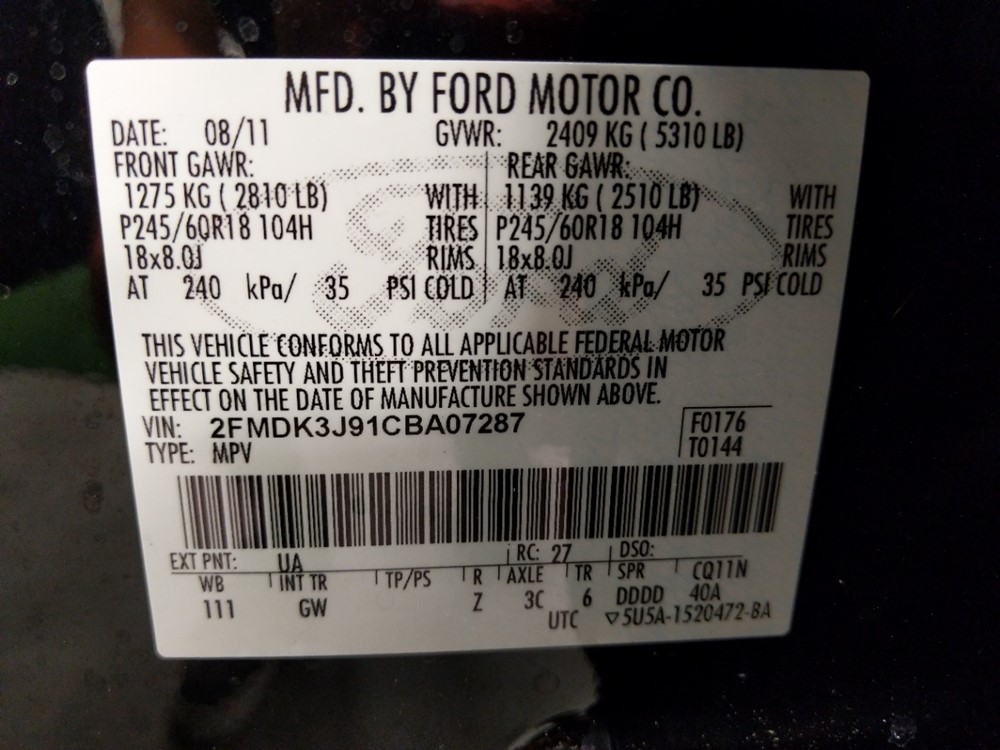 MFD. BY FORD MOTOR CO.
DATE: 08/11 GVWR: 2409 KG ( 5310 LB)
FRONT GAWR: REAR GAWR:
1275 KG ( 2810 LB) WITH 1139 KG ( 2510 LB) WITH
P245/60R18 104H TIRES P245/60R18 104H TIRES
18x8.0J RIMS 18x8.0J RIMS
AT 240 kPa/ 35 PSI COLD AT 240 kPa/ 35 PSI COLD
Ford
THIS VEHICLE CONFORMS TO ALL APPLICABLE FEDERAL MOTOR
VEHICLE SAFETY AND THEFT PREVENTION STANDARDS IN
EFFECT ON THE DATE OF MANUFACTURE SHOWN ABOVE.
VIN: 2FMDK3J91CBA07287 F0176
TYPE: MPV T0144
EXT PNT: UA RC: 27 DSO:
WB INT TR TP/PS R AXLE TR SPR CQ11N
111 GW Z 3C 6 DDDD 40A
UTC ▽5U5A-1520472-BA